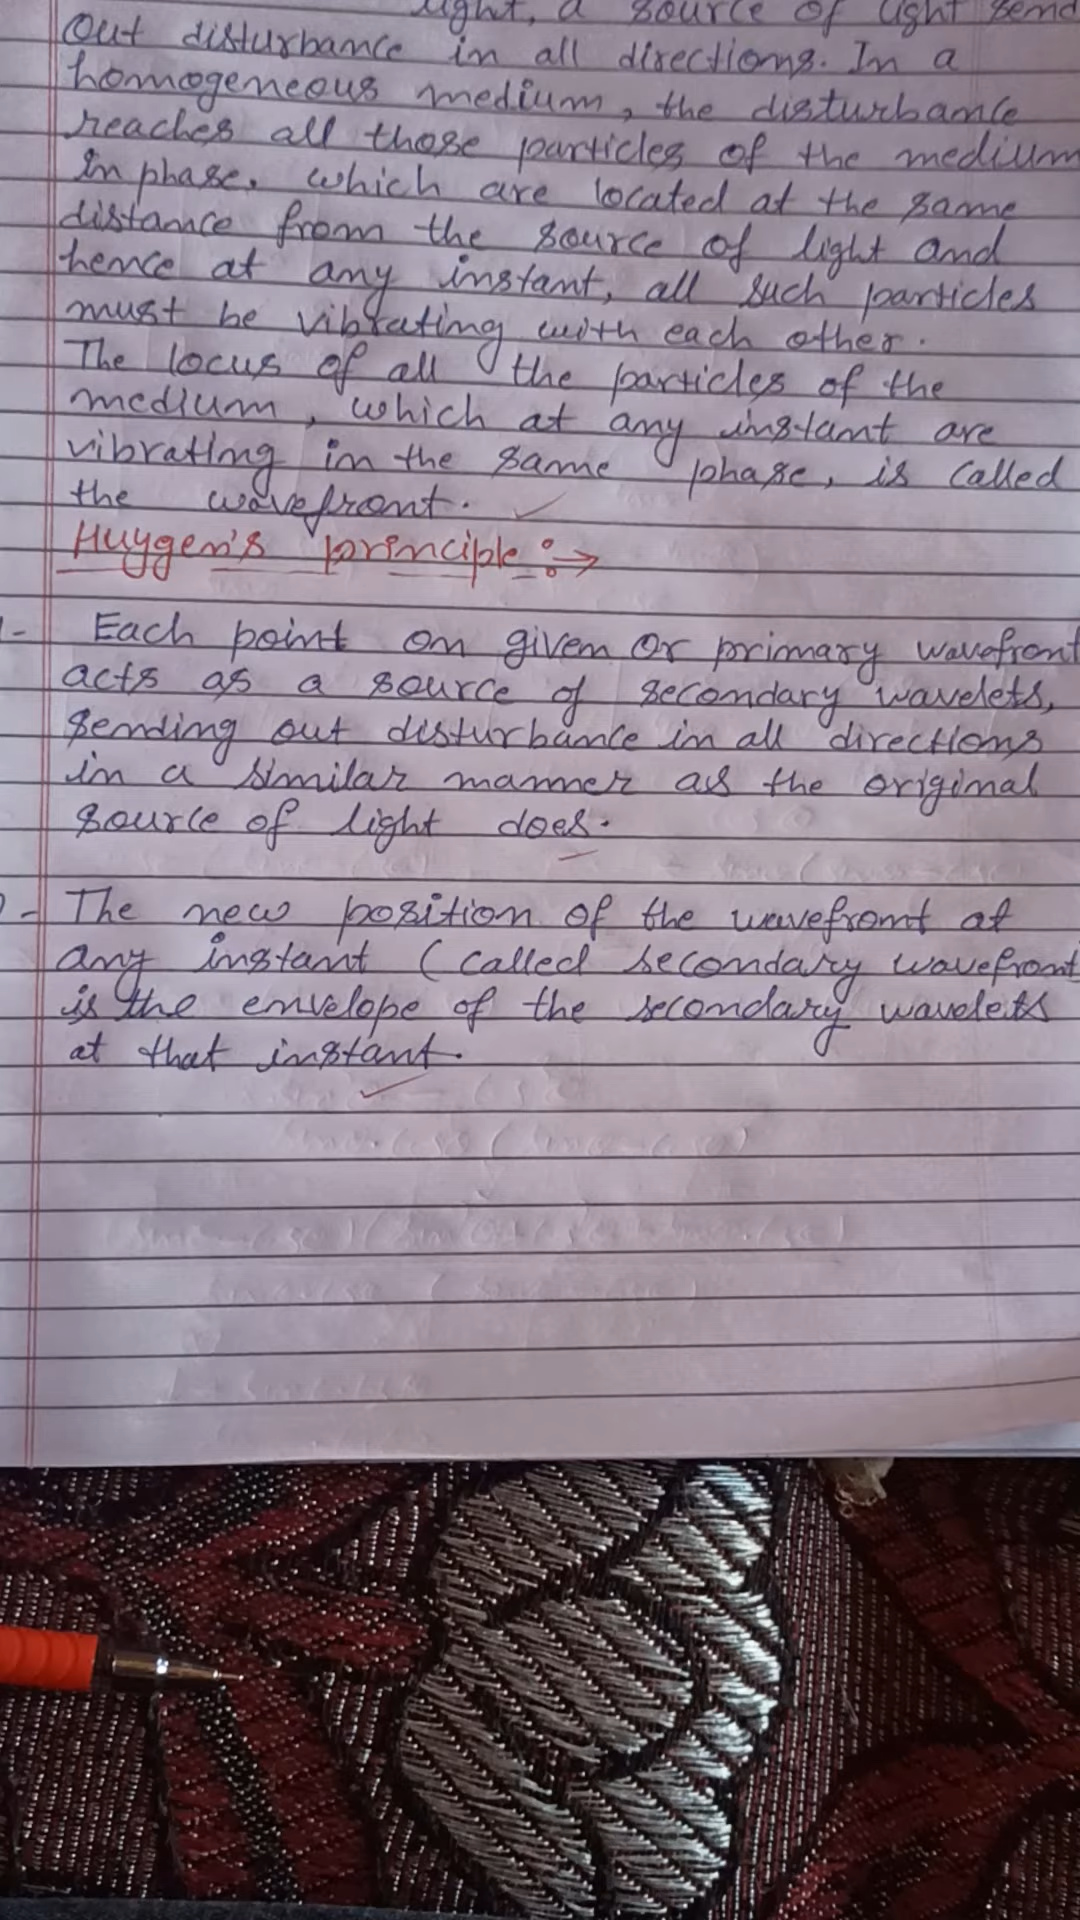 light, a source of light send
Out disturbance in all directions. In a
homogeneous medium, the disturbance
reaches all those particles of the medium
In phase, which are located at the same
distance from the source of light and
hence at any instant, all such particles
must be vibrating with each other.
The locus of all the particles of the
medium, which at any instant are
vibrating in the same phase, is called
the wavefront.
Huygen's principle :→
1- Each point on given or primary wavefront
acts as a source of secondary wavelets,
sending out disturbance in all directions
in a similar manner as the original
source of light does.
2- The new position of the wavefront at
any instant (called secondary wavefront
is the envelope of the secondary wavelets
at that instant.